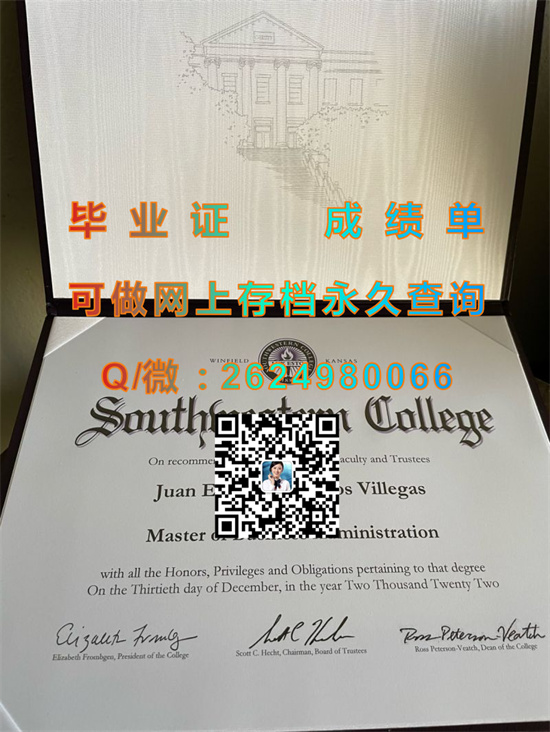 毕业证 成绩单
可做网上存档永久查询
WINFIELD KANSAS
Q/微：2624980066
College
On recomme Faculty and Trustees
Juan Villegas
Master of
with all the Honors, Privileges and Obligations pertaining to that degree
On the Thirtieth day of December, in the year Two Thousand Twenty Two
Elizabeth Frombgen, President of the College
Scott C. Hecht, Chairman, Board of Trustees
Ross Peterson-Veatch, Dean of the College